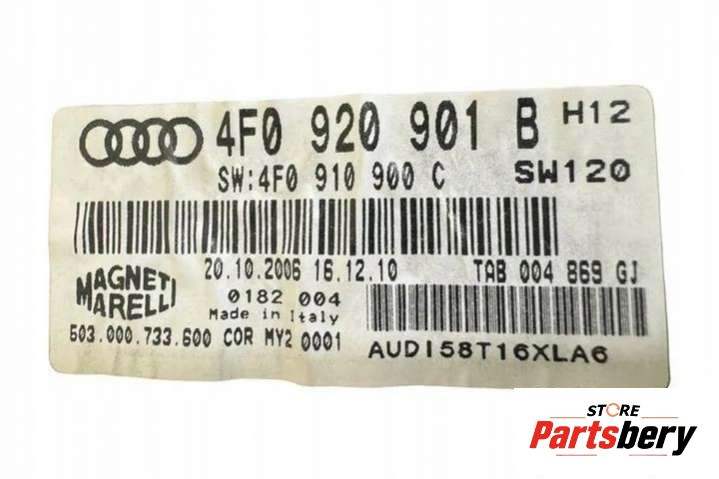 4F0 920 901 B H12
SW:4F0 910 900 C SW120
20.10.2006 16.12.10 TAB 004 869 GJ
MAGNETI
MARELLI
0182 004
Made in Italy
503.000.733.600 COR MY2 0001
AUDI58T16XLA6
STORE
Partsbery